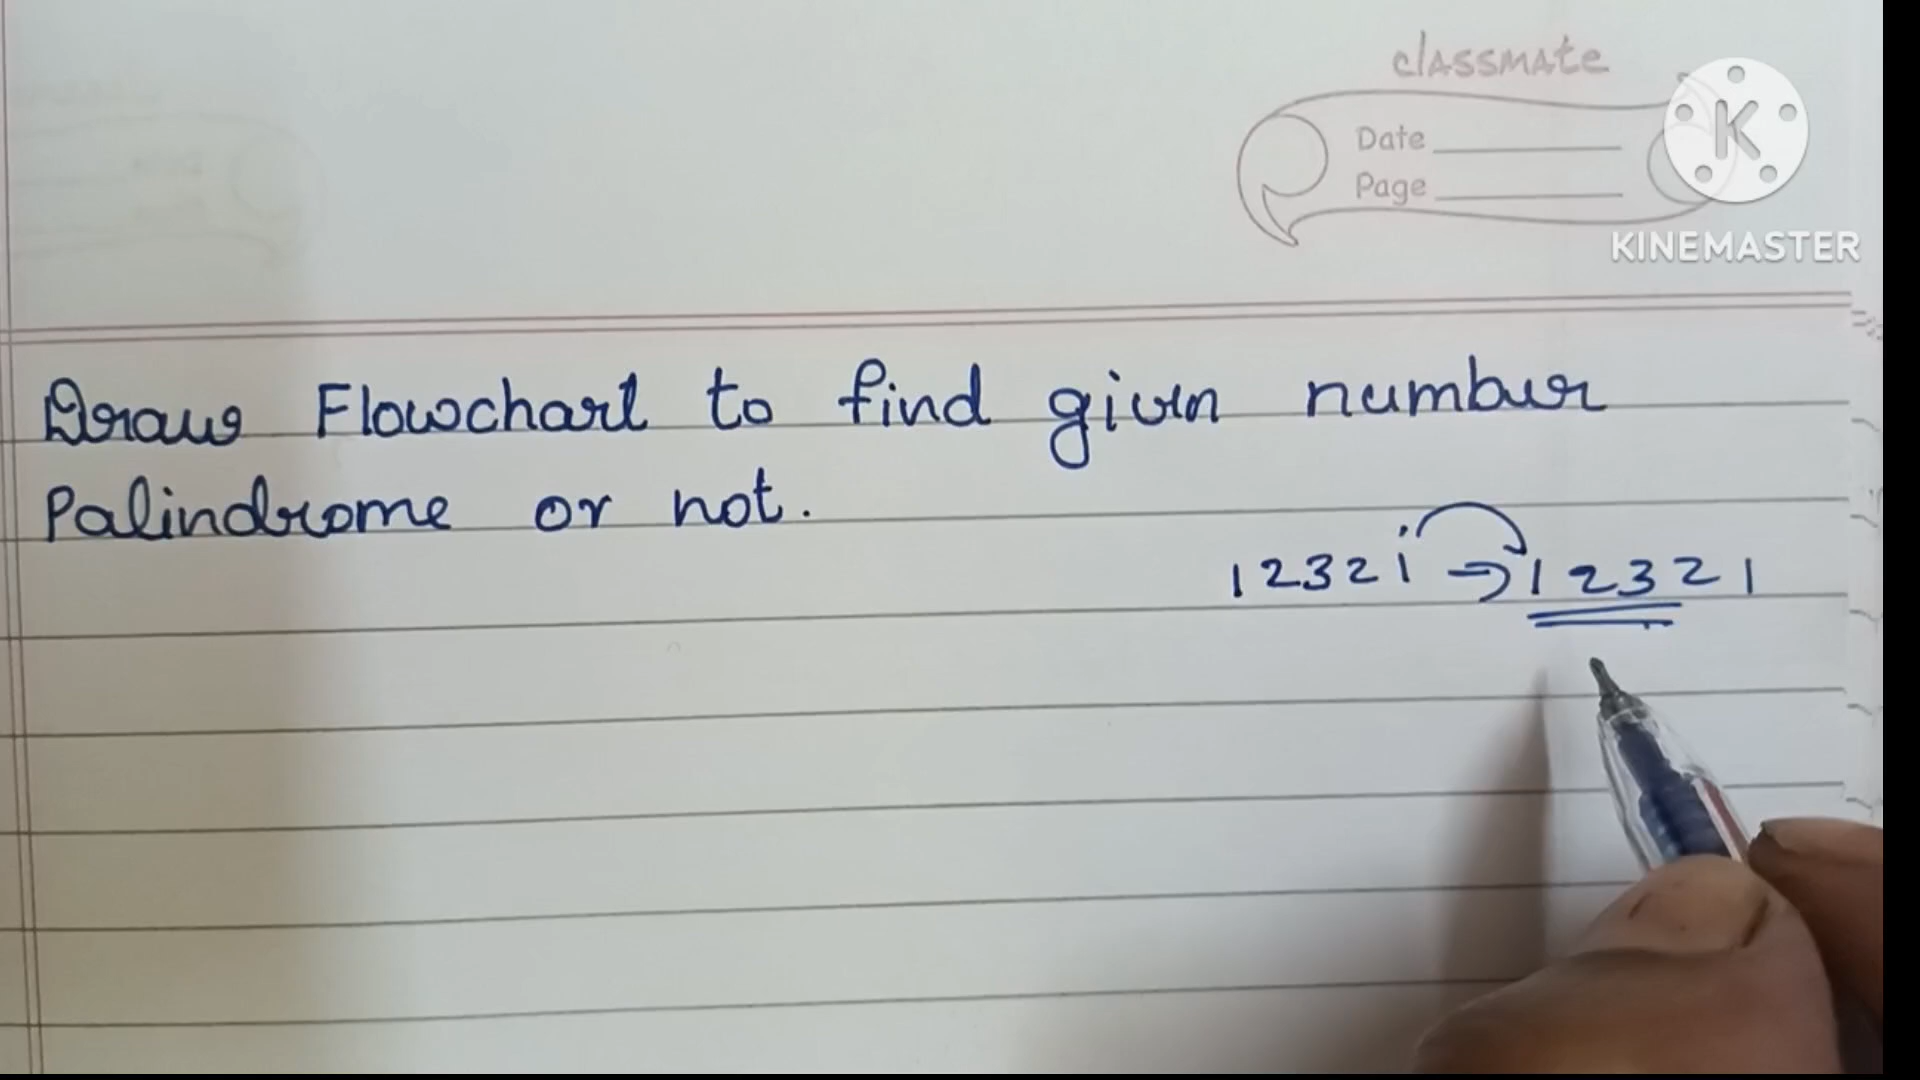 classmate
Date
Page
KINEMASTER
Draw Flowchart to find given number
Palindrome or not.
12321 → 12321